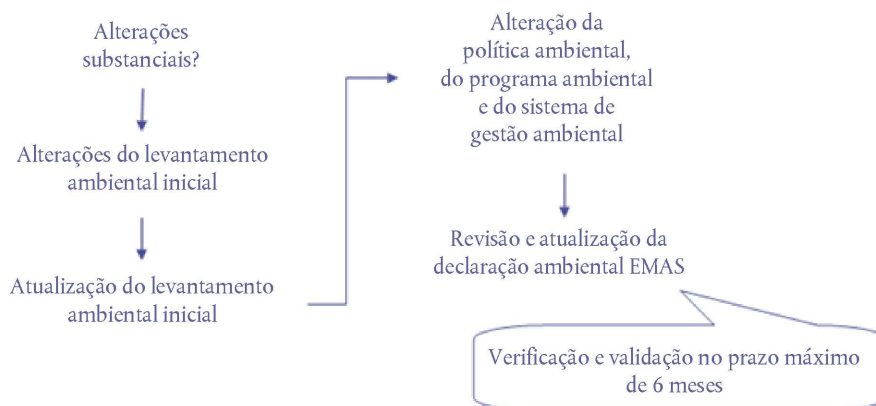 Alterações
substanciais?
Alterações do levantamento
ambiental inicial
Atualização do levantamento
ambiental inicial
Alteração da
política ambiental,
do programa ambiental
e do sistema de
gestão ambiental
Revisão e atualização da
declaração ambiental EMAS
Verificação e validação no prazo máximo
de 6 meses